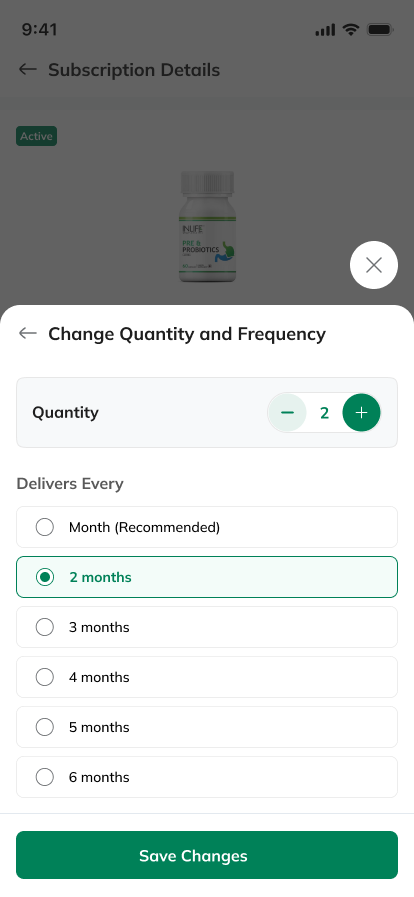 9:41
Subscription Details
Active
INLIFE
PRE &
PROBIOTICS
Change Quantity and Frequency
Quantity
2
Delivers Every
Month (Recommended)
2 months
3 months
4 months
5 months
6 months
Save Changes